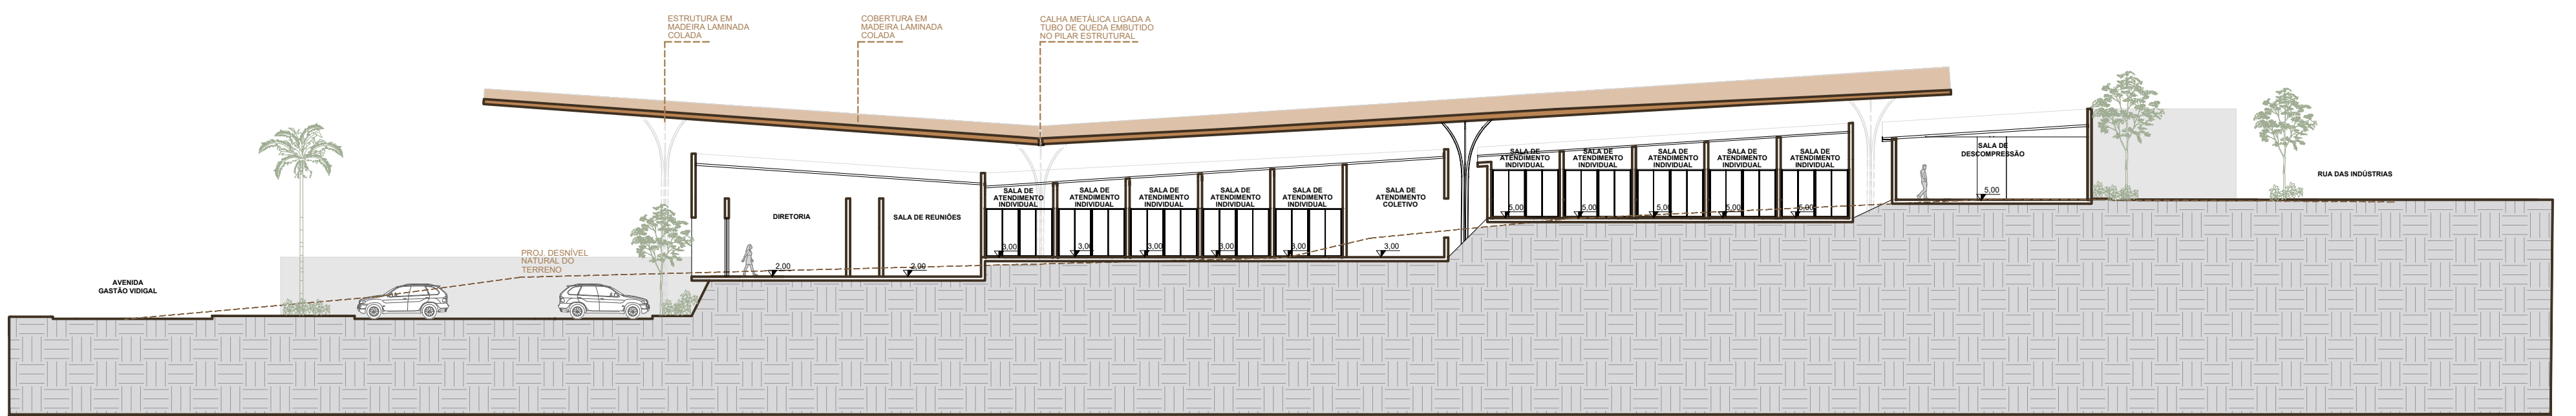 ESTRUTURA EM
MADEIRA LAMINADA
COLADA
COBERTURA EM
MADEIRA LAMINADA
COLADA
CALHA METÁLICA LIGADA A
TUBO DE QUEDA EMBUTIDO
NO PILAR ESTRUTURAL
AVENIDA
GASTÃO VIDIGAL
PROJ. DESNÍVEL
NATURAL DO
TERRENO
DIRETORIA
2,00
SALA DE REUNIÕES
2,00
SALA DE
ATENDIMENTO
INDIVIDUAL
3,00
SALA DE
ATENDIMENTO
INDIVIDUAL
3,00
SALA DE
ATENDIMENTO
INDIVIDUAL
3,00
SALA DE
ATENDIMENTO
INDIVIDUAL
3,00
SALA DE
ATENDIMENTO
INDIVIDUAL
3,00
SALA DE
ATENDIMENTO
COLETIVO
3,00
SALA DE
ATENDIMENTO
INDIVIDUAL
5,00
SALA DE
ATENDIMENTO
INDIVIDUAL
5,00
SALA DE
ATENDIMENTO
INDIVIDUAL
5,00
SALA DE
ATENDIMENTO
INDIVIDUAL
5,00
SALA DE
ATENDIMENTO
INDIVIDUAL
5,00
SALA DE
DESCOMPRESSÃO
5,00
RUA DAS INDÚSTRIAS